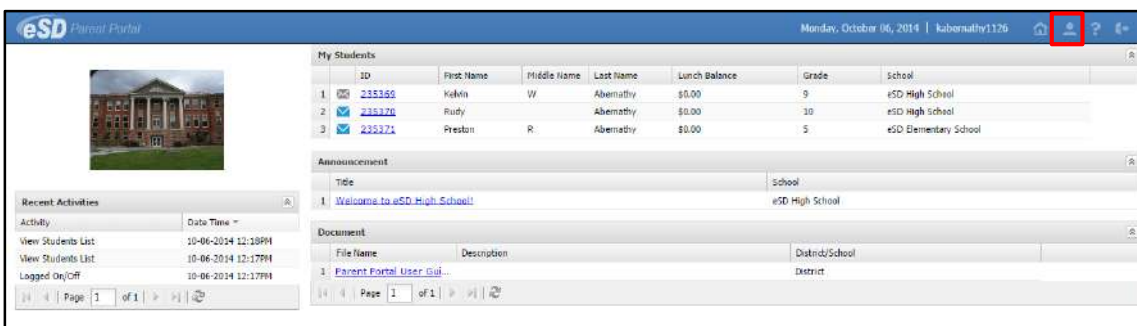 eSD Parent Portal
Monday, October 06, 2014 | kabernathy1126
?
My Students
ID First Name Middle Name Last Name Lunch Balance Grade School
1 235369 Kelvin W Abernathy $0.00 9 eSD High School
2 235370 Rudy Abernathy $0.00 10 eSD High School
3 235371 Preston R Abernathy $0.00 5 eSD Elementary School
Announcement
Title School
1 Welcome to eSD High School! eSD High School
Document
File Name Description District/School
1 Parent Portal User Gui... District
Page 1 of 1
Recent Activities
Activity Date Time
View Students List 10-06-2014 12:18PM
View Students List 10-06-2014 12:17PM
Logged On/Off 10-06-2014 12:17PM
Page 1 of 1